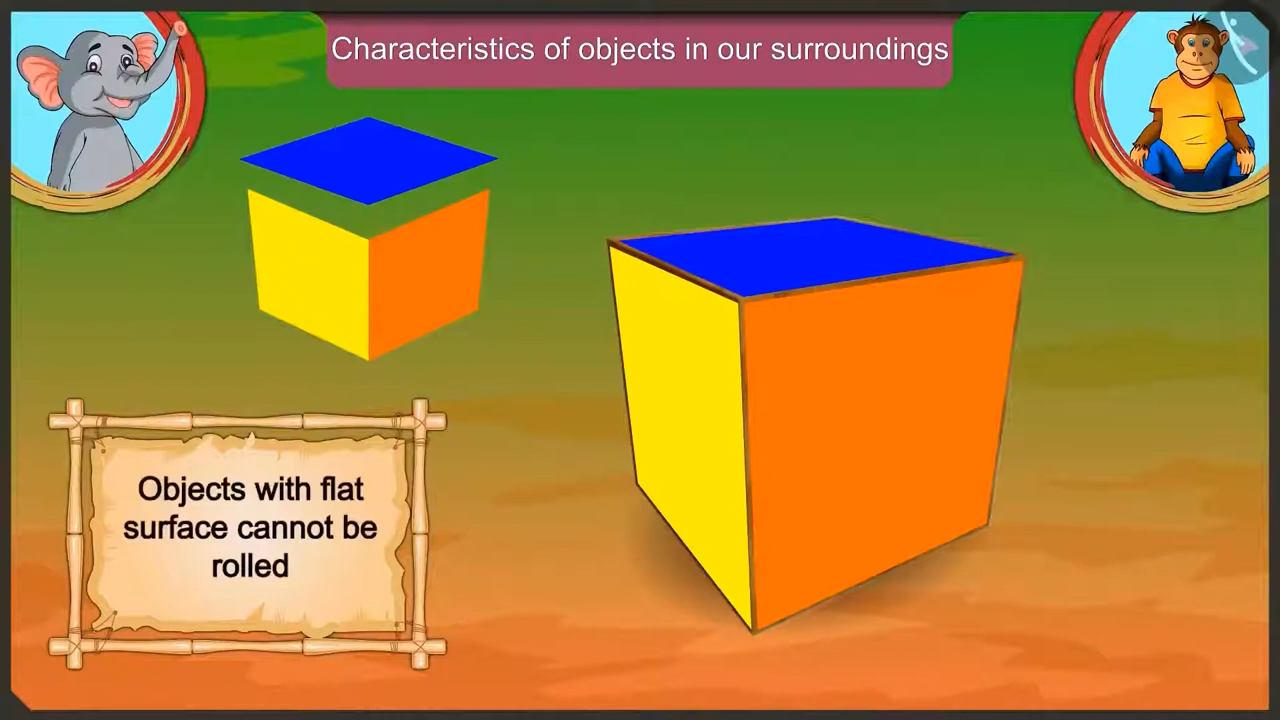 Characteristics of objects in our surroundings
Objects with flat
surface cannot be
rolled